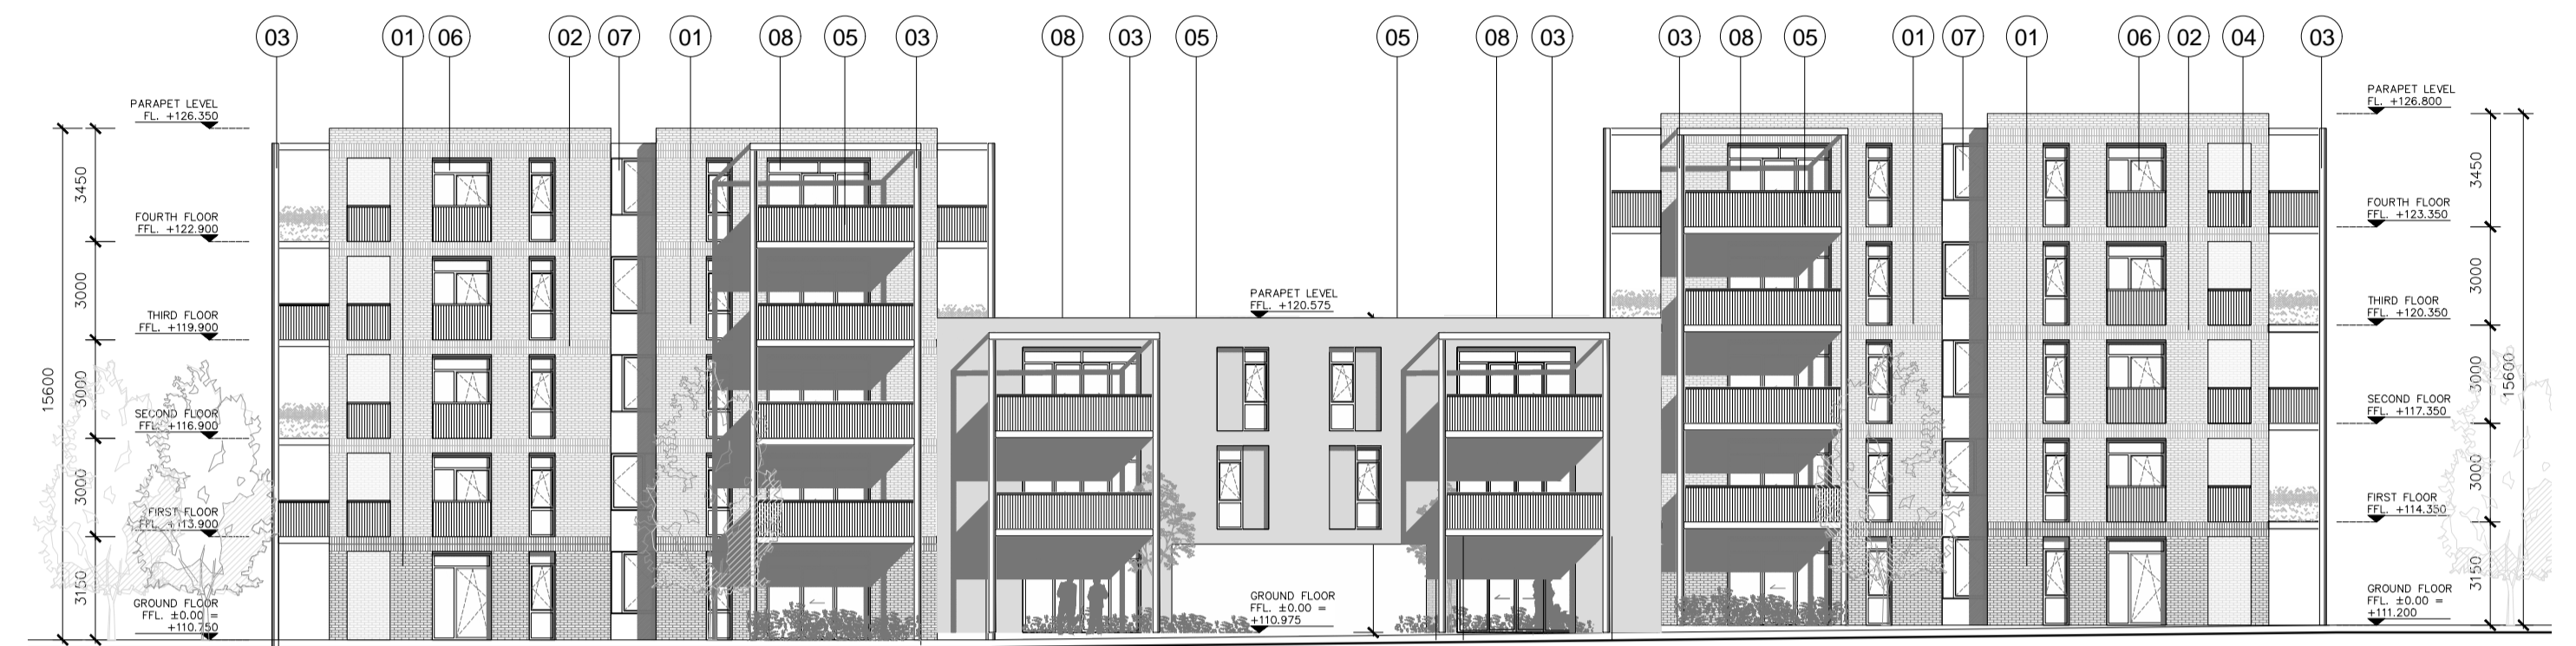 03 01 06 02 07 01 08 05 03 08 03 05 05 08 03 03 08 05 01 07 01 06 02 04 03
PARAPET LEVEL
FL. +126.350
FOURTH FLOOR
FFL. +122.900
THIRD FLOOR
FFL. +119.900
SECOND FLOOR
FFL. +116.900
FIRST FLOOR
FFL. +113.900
GROUND FLOOR
FFL. ±0.00 =
+110.750
15600
3450
3000
3000
3000
3150
PARAPET LEVEL
FFL. +120.575
GROUND FLOOR
FFL. ±0.00 =
+110.975
PARAPET LEVEL
FL. +126.800
FOURTH FLOOR
FFL. +123.350
THIRD FLOOR
FFL. +120.350
SECOND FLOOR
FFL. +117.350
FIRST FLOOR
FFL. +114.350
GROUND FLOOR
FFL. ±0.00 =
+111.200
3450
3000
3000
3000
3150
15600